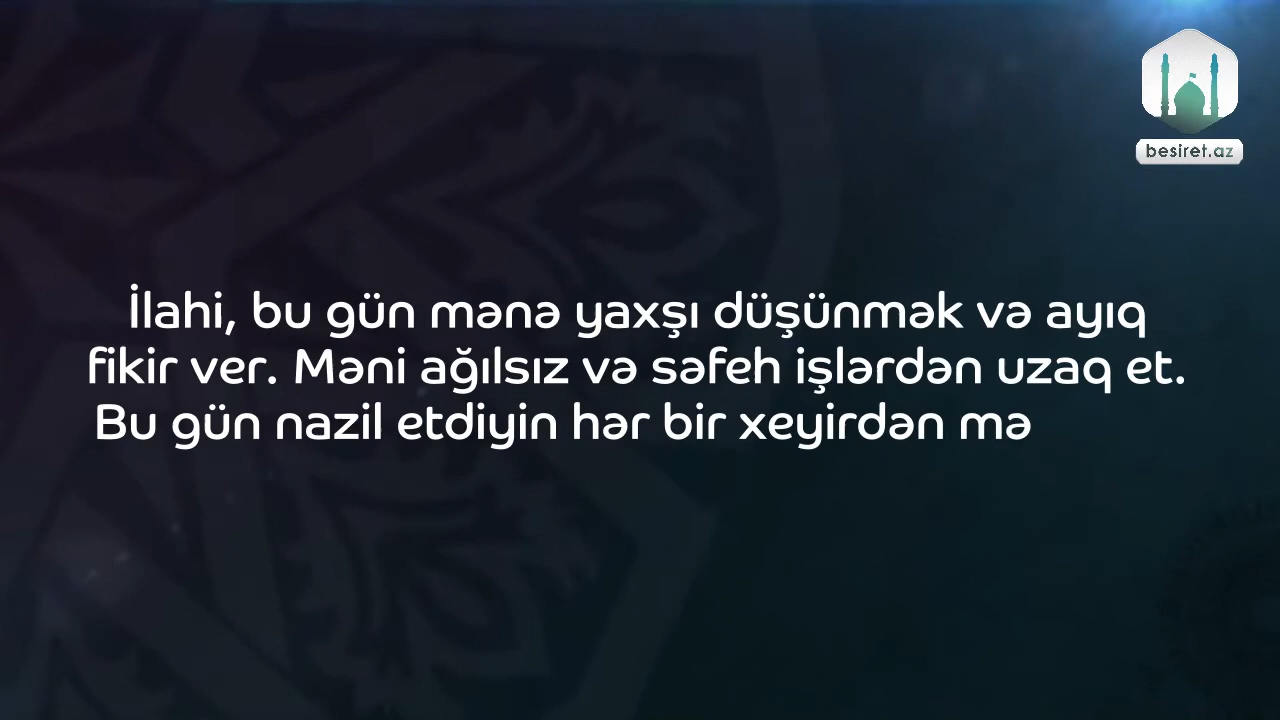 besiret.az
İlahi, bu gün mənə yaxşı düşünmək və ayıq
fikir ver. Məni ağılsız və səfeh işlərdən uzaq et.
Bu gün nazil etdiyin hər bir xeyirdən mə